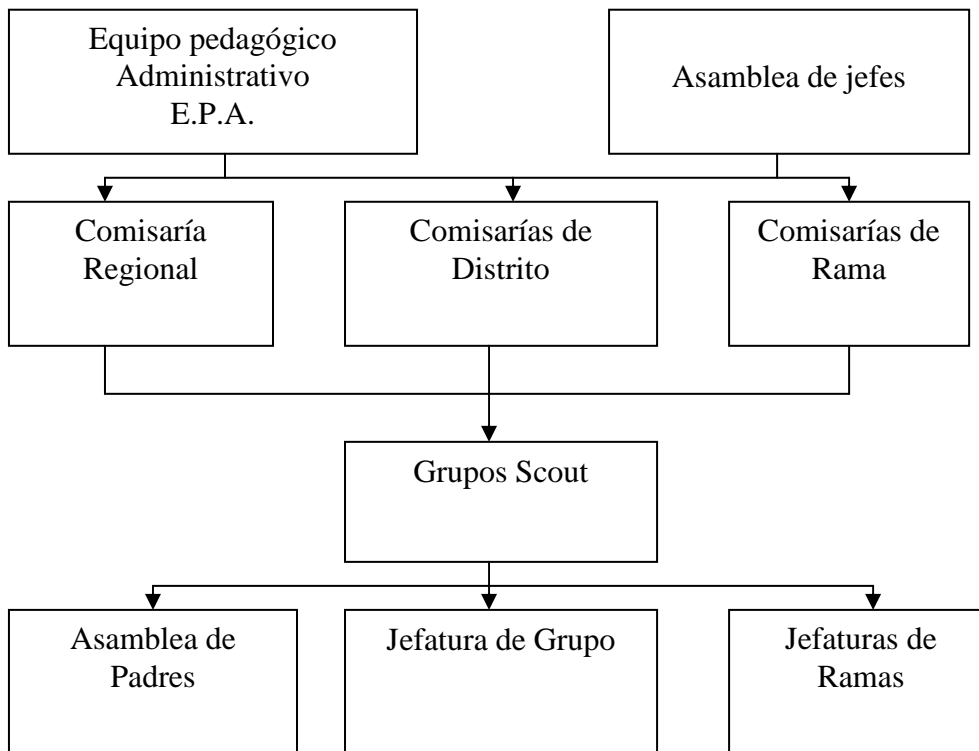 Equipo pedagógico
Administrativo
E.P.A.
Asamblea de jefes
Comisaría
Regional
Comisarías de
Distrito
Comisarías de
Rama
Grupos Scout
Asamblea de
Padres
Jefatura de Grupo
Jefaturas de
Ramas